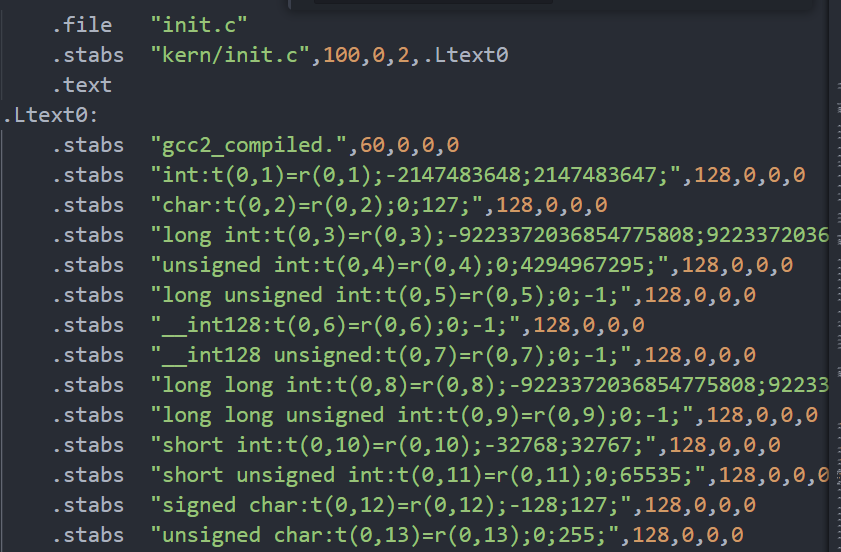 .file "init.c"
.stabs "kern/init.c",100,0,2,.Ltext0
.text
.Ltext0:
.stabs "gcc2_compiled.",60,0,0,0
.stabs "int:t(0,1)=r(0,1);-2147483648;2147483647;",128,0,0,0
.stabs "char:t(0,2)=r(0,2);0;127;",128,0,0,0
.stabs "long int:t(0,3)=r(0,3);-9223372036854775808;9223372036
.stabs "unsigned int:t(0,4)=r(0,4);0;4294967295;",128,0,0,0
.stabs "long unsigned int:t(0,5)=r(0,5);0;-1;",128,0,0,0
.stabs "__int128:t(0,6)=r(0,6);0;-1;",128,0,0,0
.stabs "__int128 unsigned:t(0,7)=r(0,7);0;-1;",128,0,0,0
.stabs "long long int:t(0,8)=r(0,8);-9223372036854775808;92233
.stabs "long long unsigned int:t(0,9)=r(0,9);0;-1;",128,0,0,0
.stabs "short int:t(0,10)=r(0,10);-32768;32767;",128,0,0,0
.stabs "short unsigned int:t(0,11)=r(0,11);0;65535;",128,0,0,0
.stabs "signed char:t(0,12)=r(0,12);-128;127;",128,0,0,0
.stabs "unsigned char:t(0,13)=r(0,13);0;255;",128,0,0,0